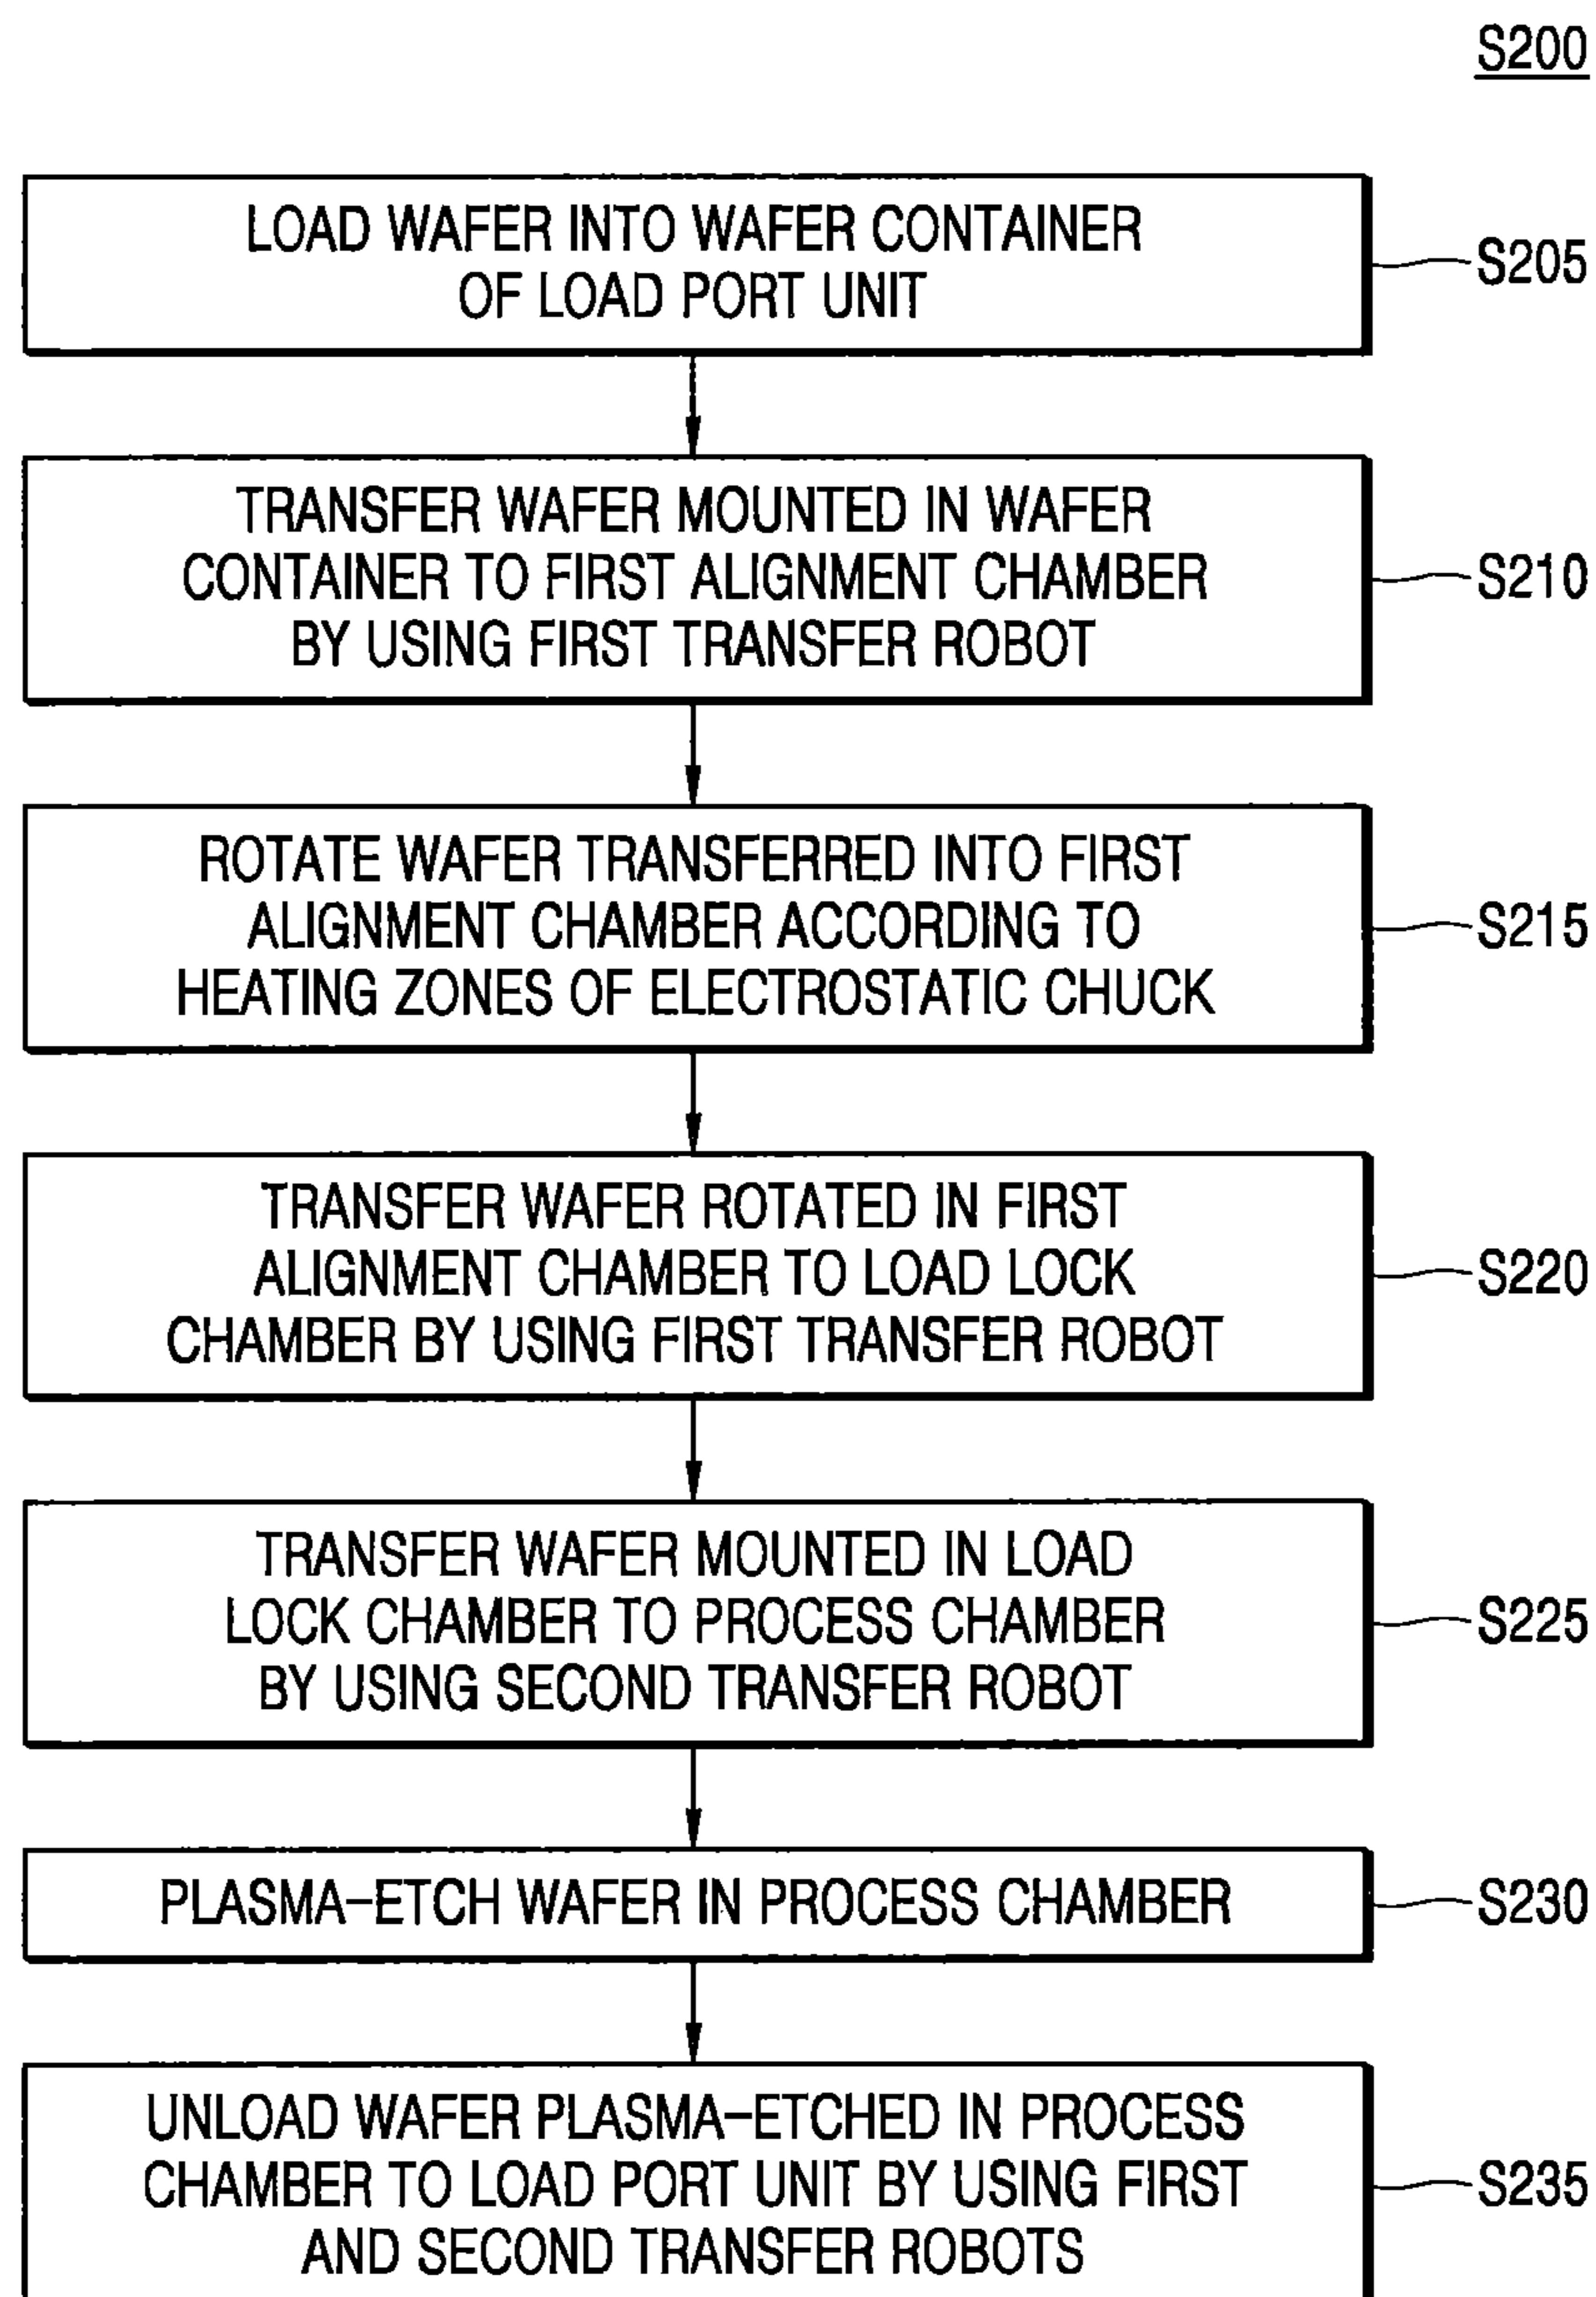 S200
LOAD WAFER INTO WAFER CONTAINER
OF LOAD PORT UNIT
S205
TRANSFER WAFER MOUNTED IN WAFER
CONTAINER TO FIRST ALIGNMENT CHAMBER
BY USING FIRST TRANSFER ROBOT
S210
ROTATE WAFER TRANSFERRED INTO FIRST
ALIGNMENT CHAMBER ACCORDING TO
HEATING ZONES OF ELECTROSTATIC CHUCK
S215
TRANSFER WAFER ROTATED IN FIRST
ALIGNMENT CHAMBER TO LOAD LOCK
CHAMBER BY USING FIRST TRANSFER ROBOT
S220
TRANSFER WAFER MOUNTED IN LOAD
LOCK CHAMBER TO PROCESS CHAMBER
BY USING SECOND TRANSFER ROBOT
S225
PLASMA-ETCH WAFER IN PROCESS CHAMBER
S230
UNLOAD WAFER PLASMA-ETCHED IN PROCESS
CHAMBER TO LOAD PORT UNIT BY USING FIRST
AND SECOND TRANSFER ROBOTS
S235